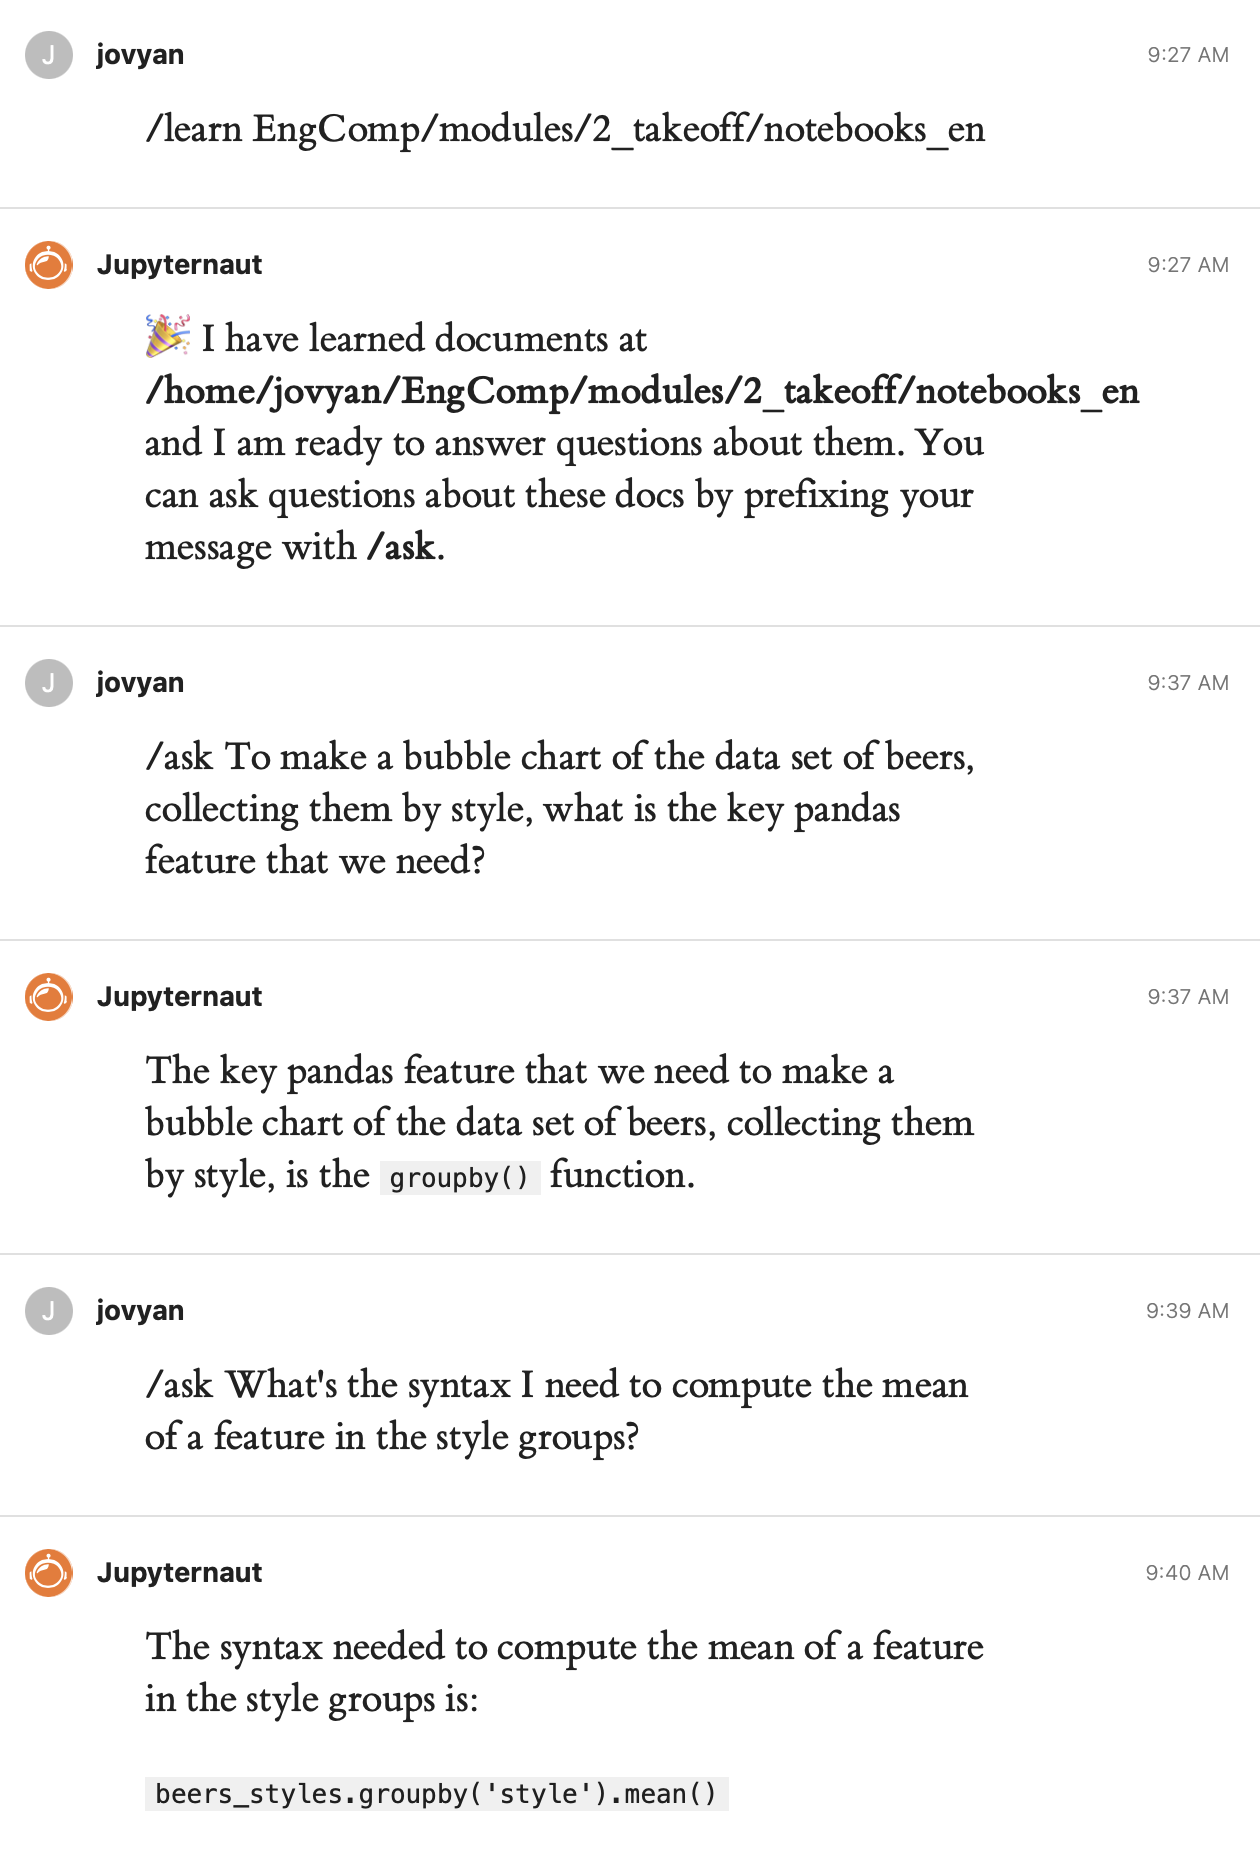 J jovyan 9:27 AM
/learn EngComp/modules/2_takeoff/notebooks_en
Jupyternaut 9:27 AM
🎉 I have learned documents at
/home/jovyan/EngComp/modules/2_takeoff/notebooks_en
and I am ready to answer questions about them. You
can ask questions about these docs by prefixing your
message with /ask.
J jovyan 9:37 AM
/ask To make a bubble chart of the data set of beers,
collecting them by style, what is the key pandas
feature that we need?
Jupyternaut 9:37 AM
The key pandas feature that we need to make a
bubble chart of the data set of beers, collecting them
by style, is the groupby() function.
J jovyan 9:39 AM
/ask What's the syntax I need to compute the mean
of a feature in the style groups?
Jupyternaut 9:40 AM
The syntax needed to compute the mean of a feature
in the style groups is:
beers_styles.groupby('style').mean()